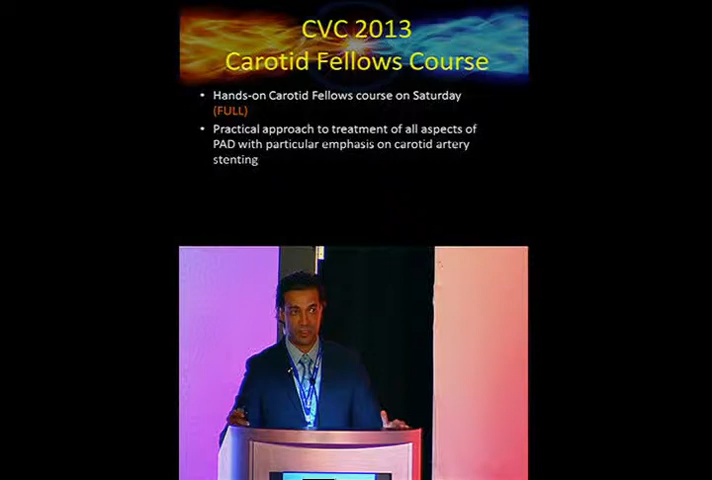 CVC 2013
Carotid Fellows Course
• Hands-on Carotid Fellows course on Saturday
(FULL)
• Practical approach to treatment of all aspects of
PAD with particular emphasis on carotid artery
stenting